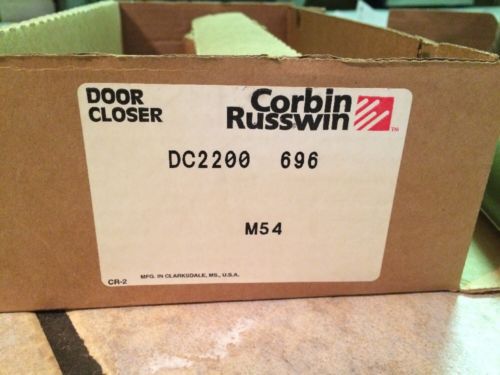 DOOR
CLOSER
Corbin
Russwin
TM
DC2200 696
M54
CR-2
MFG. IN CLARKSDALE, MS., U.S.A.